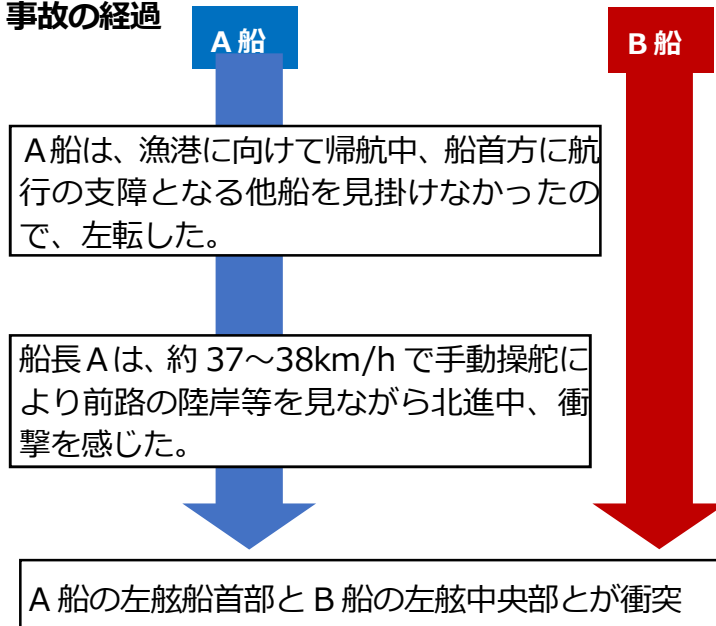 事故の経過
A船
B船
A船は、漁港に向けて帰航中、船首方に航
行の支障となる他船を見掛けなかったの
で、左転した。
船長Aは、約 37~38km/h で手動操舵に
より前路の陸岸等を見ながら北進中、衝
撃を感じた。
A船の左舷船首部とB船の左舷中央部とが衝突